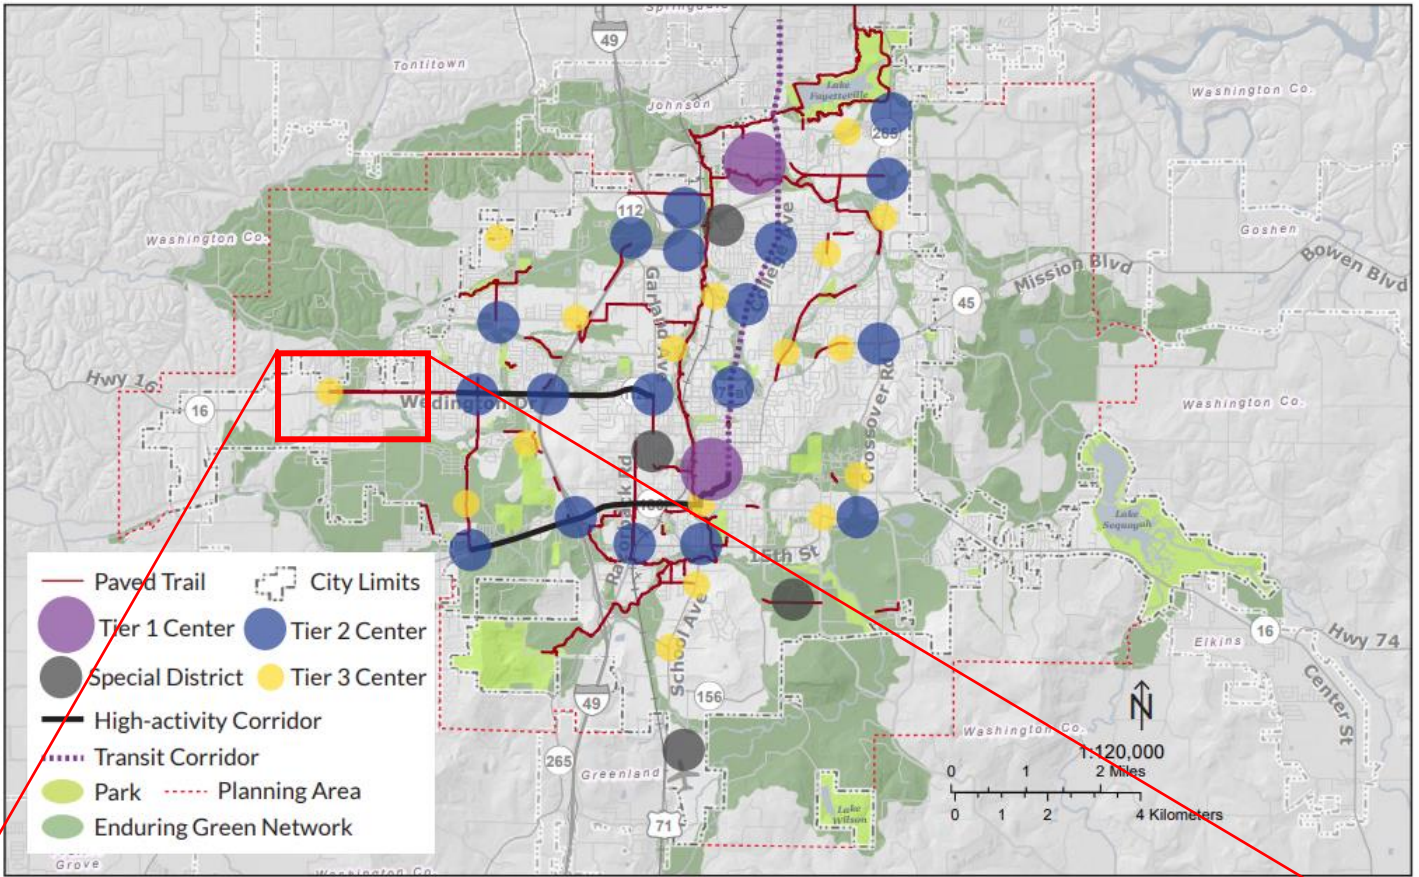 Springdale
49
Tontitown
Johnson
Lake
Fayetteville
Washington Co.
265
112
Washington Co.
College Ave
Goshen
Bowen Blvd
Mission Blvd
Garland Ave
45
Hwy 16
16
Wedington Dr
Crossover Rd
Washington Co.
Razorback Rd
180
Lake
Sequoyah
15th St
Paved Trail
City Limits
Tier 1 Center
Tier 2 Center
Special District
Tier 3 Center
High-activity Corridor
Transit Corridor
Park
Planning Area
Enduring Green Network
School Ave
16
Elkins
Hwy 74
Center St
49
156
N
Washington Co.
1:120,000
0 1 2 Miles
0 1 2 4 Kilometers
265
Greenland
71
Lake
Wilson
Grove
Washington Co.